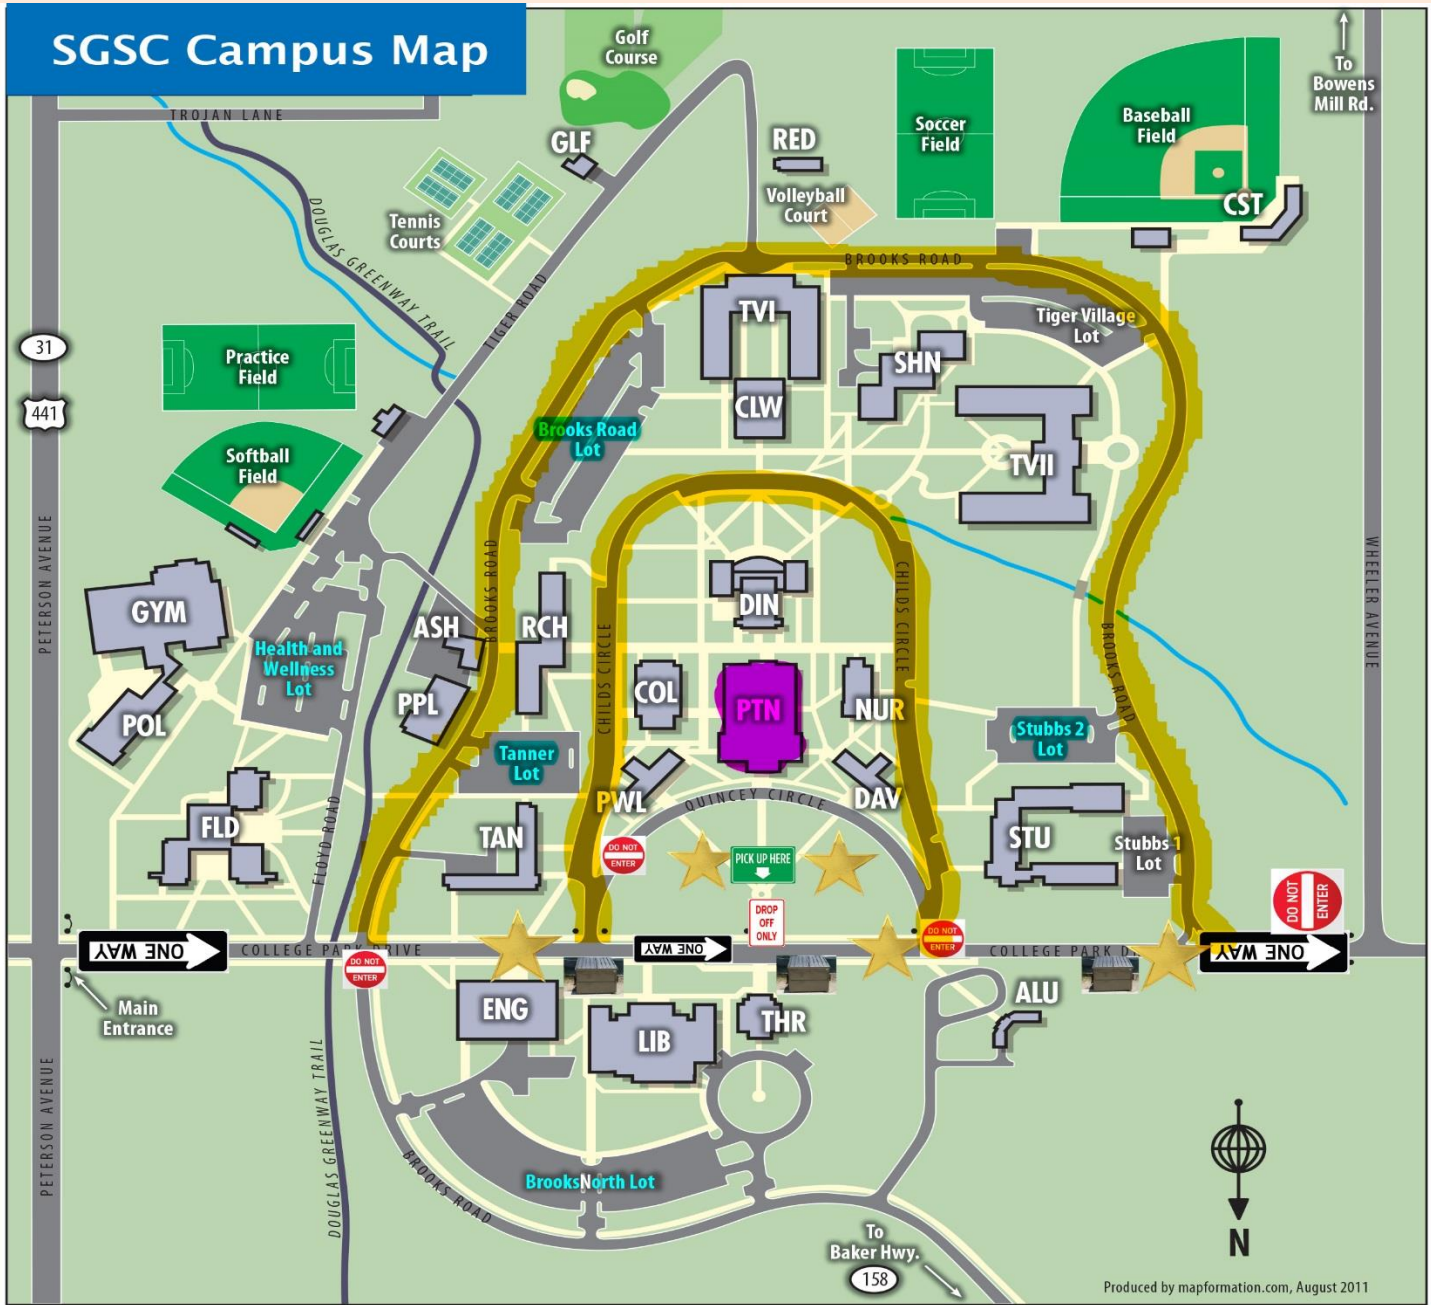 SGSC Campus Map
Golf
Course
To
Bowens
Mill Rd.
TROJAN LANE
GLF
RED
Soccer
Field
Baseball
Field
Volleyball
Court
CST
Tennis
Courts
DOUGLAS GREENWAY TRAIL
TIGER ROAD
BROOKS ROAD
TVI
Tiger Village
Lot
31
441
Practice
Field
SHN
CLW
Brooks Road
Lot
Softball
Field
TVII
PETERSON AVENUE
WHEELER AVENUE
BROOKS ROAD
CHILDS CIRCLE
CHILDS CIRCLE
BROOKS ROAD
GYM
ASH
RCH
DIN
Health and
Wellness
Lot
COL
PTN
NUR
POL
PPL
Tanner
Lot
Stubbs 2
Lot
PWL
QUINCEY CIRCLE
DAV
FLD
FLOYD ROAD
TAN
STU
Stubbs 1
Lot
DO NOT
ENTER
PICK UP HERE
DROP
OFF
ONLY
DO NOT
ENTER
DO NOT
ENTER
ONE WAY
COLLEGE PARK DRIVE
ONE WAY
COLLEGE PARK D
ONE WAY
DO NOT
ENTER
Main
Entrance
ENG
LIB
THR
ALU
DOUGLAS GREENWAY TRAIL
PETERSON AVENUE
BROOKS ROAD
BrooksNorth Lot
To
Baker Hwy.
158
N
Produced by mapformation.com, August 2011